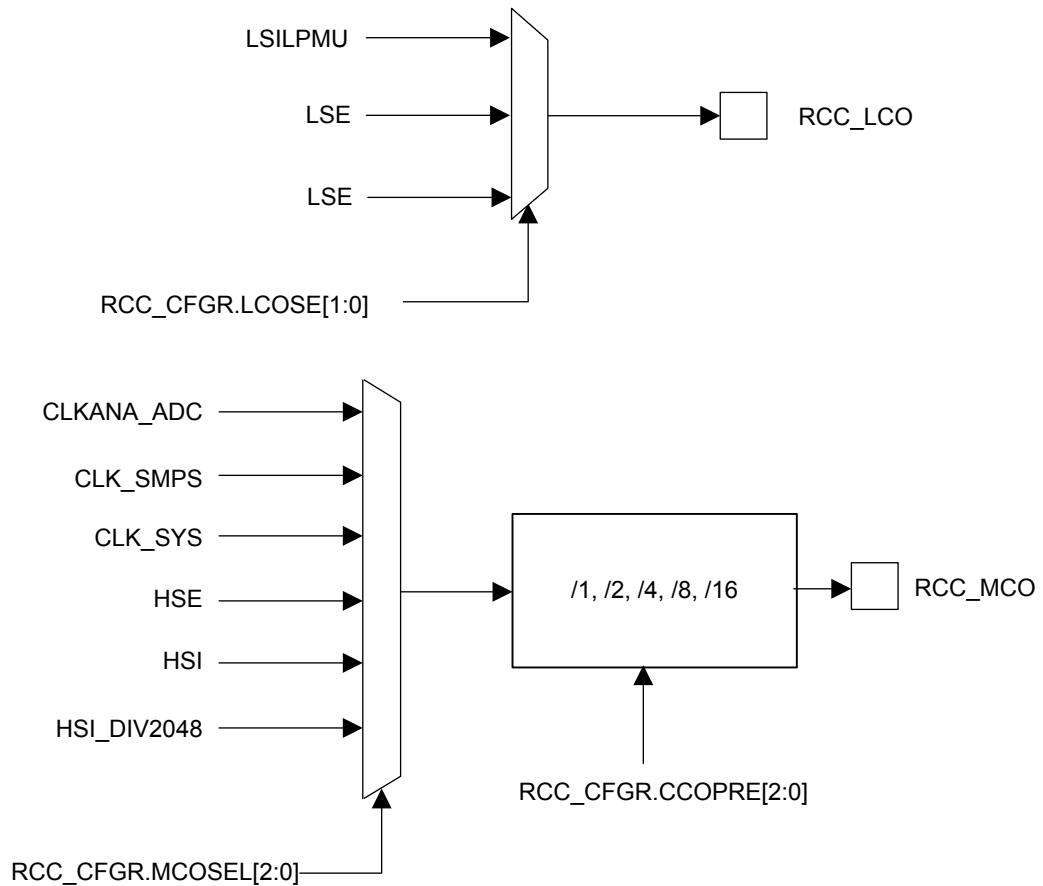 LSILPMU
LSE
RCC_LCO
LSE
RCC_CFGR.LCOSE[1:0]
CLKANA_ADC
CLK_SMPS
CLK_SYS
HSE
/1, /2, /4, /8, /16
RCC_MCO
HSI
HSI_DIV2048
RCC_CFGR.CCOPRE[2:0]
RCC_CFGR.MCOSEL[2:0]